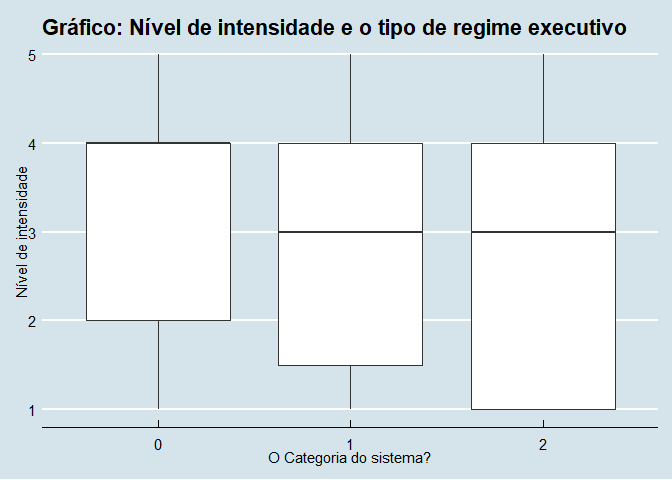 Gráfico: Nível de intensidade e o tipo de regime executivo
5
4
3
2
1
Nível de intensidade
0
1
2
O Categoria do sistema?